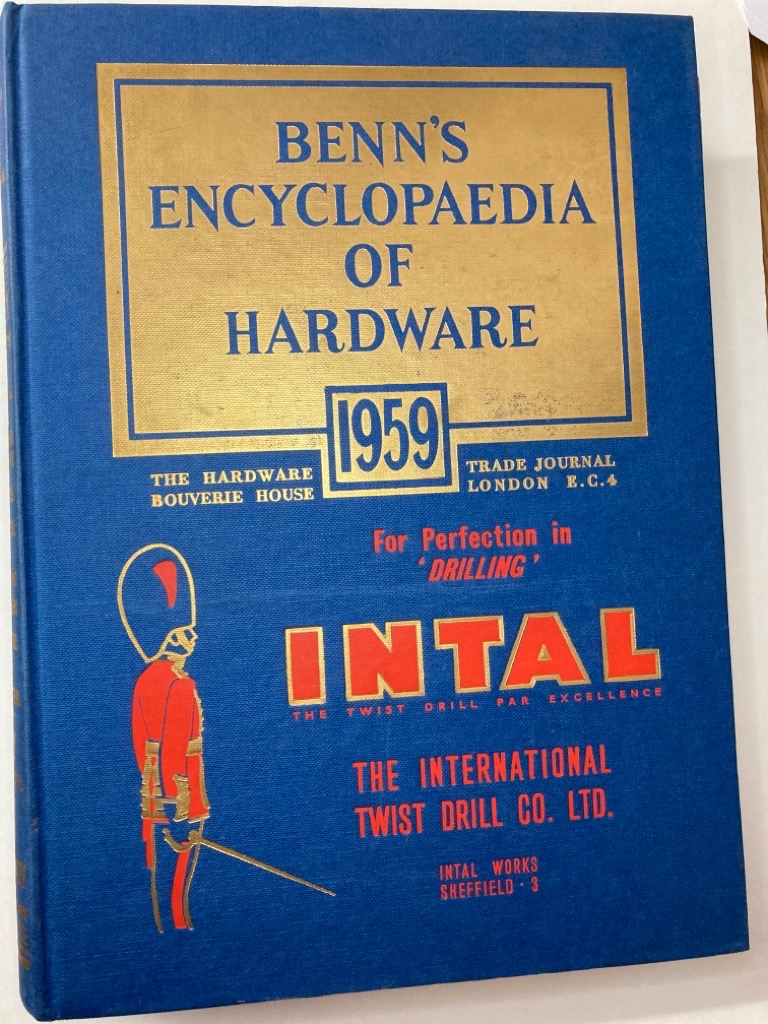 BENN'S
ENCYCLOPAEDIA
OF
HARDWARE
1959
THE HARDWARE TRADE JOURNAL
BOUVERIE HOUSE LONDON E.C.4
For Perfection in
'DRILLING'
INTAL
THE TWIST DRILL PAR EXCELLENCE
THE INTERNATIONAL
TWIST DRILL CO. LTD.
INTAL WORKS
SHEFFIELD · 3